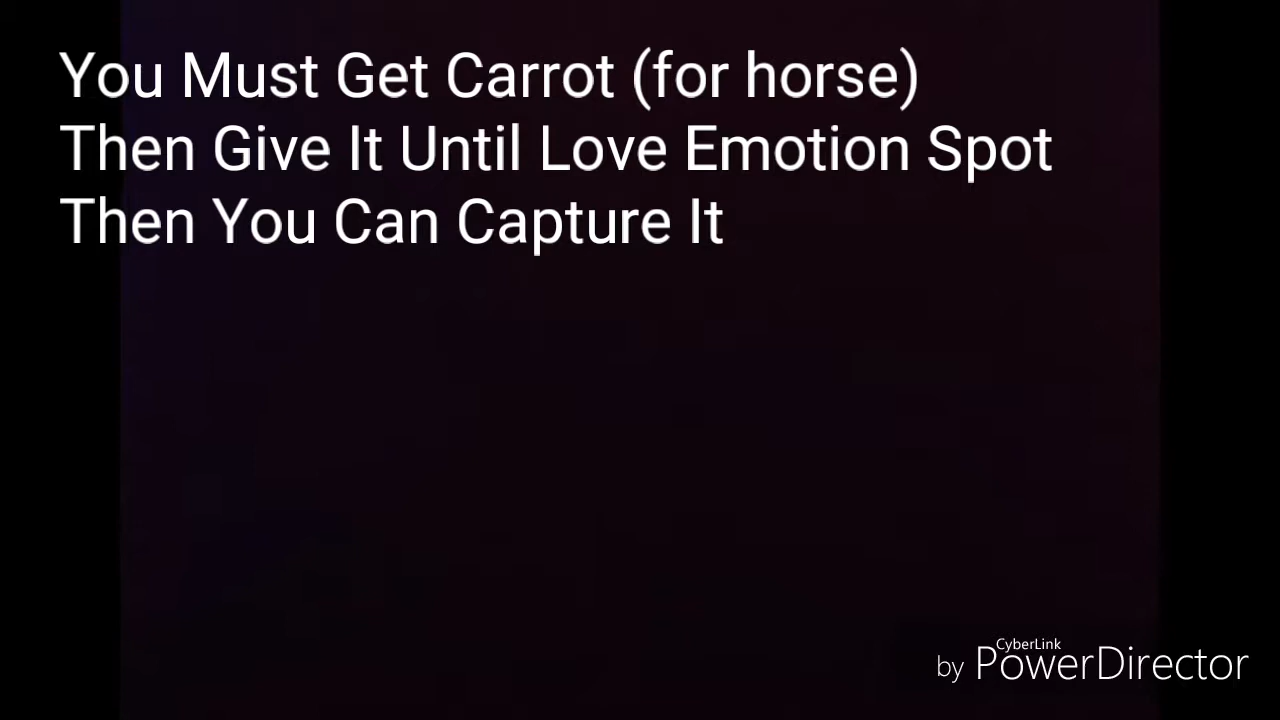 You Must Get Carrot (for horse)
Then Give It Until Love Emotion Spot
Then You Can Capture It
CyberLink
by PowerDirector